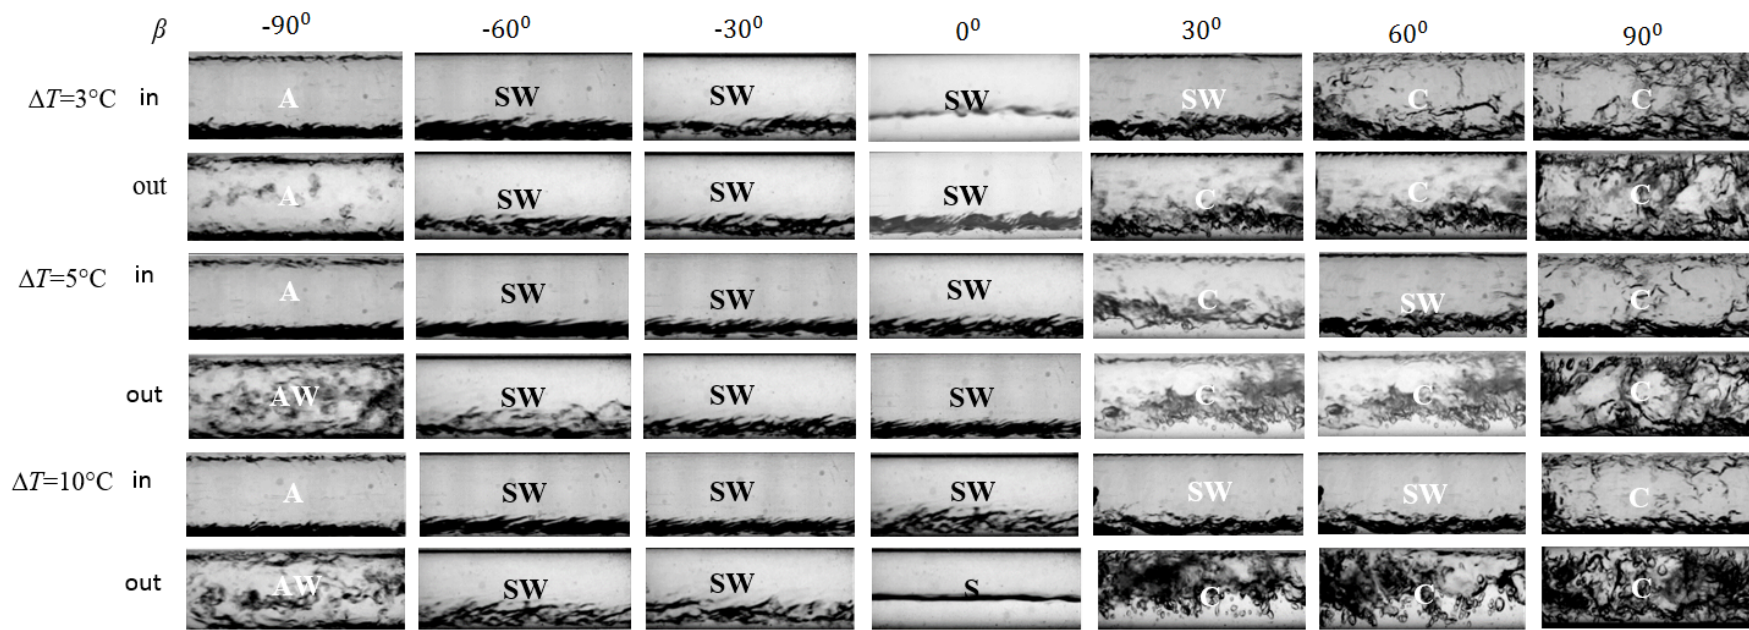 β -90⁰ -60⁰ -30⁰ 0⁰ 30⁰ 60⁰ 90⁰
ΔT=3°C in A SW SW SW SW C C
out A SW SW SW C C C
ΔT=5°C in A SW SW SW C SW C
out AW SW SW SW C C C
ΔT=10°C in A SW SW SW SW SW C
out AW SW SW S C C C